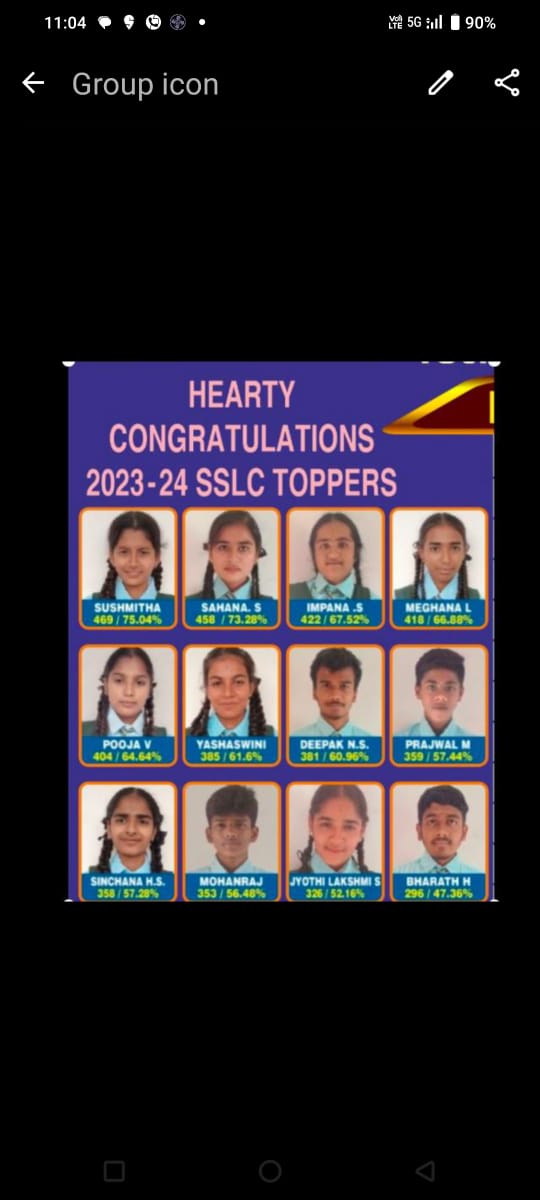 11:04
Vo) LTE 5G 90%
Group icon
HEARTY
CONGRATULATIONS
2023-24 SSLC TOPPERS
SUSHMITHA
469 / 75.04%
SAHANA. S
458 / 73.28%
IMPANA .S
422 / 67.52%
MEGHANA L
418 / 66.88%
POOJA V
404 / 64.64%
YASHASWINI
385 / 61.6%
DEEPAK N.S.
381 / 60.96%
PRAJWAL M
359 / 57.44%
SINCHANA H.S.
358 / 57.28%
MOHANRAJ
353 / 56.48%
JYOTHI LAKSHMI S
326 / 52.16%
BHARATH H
296 / 47.36%